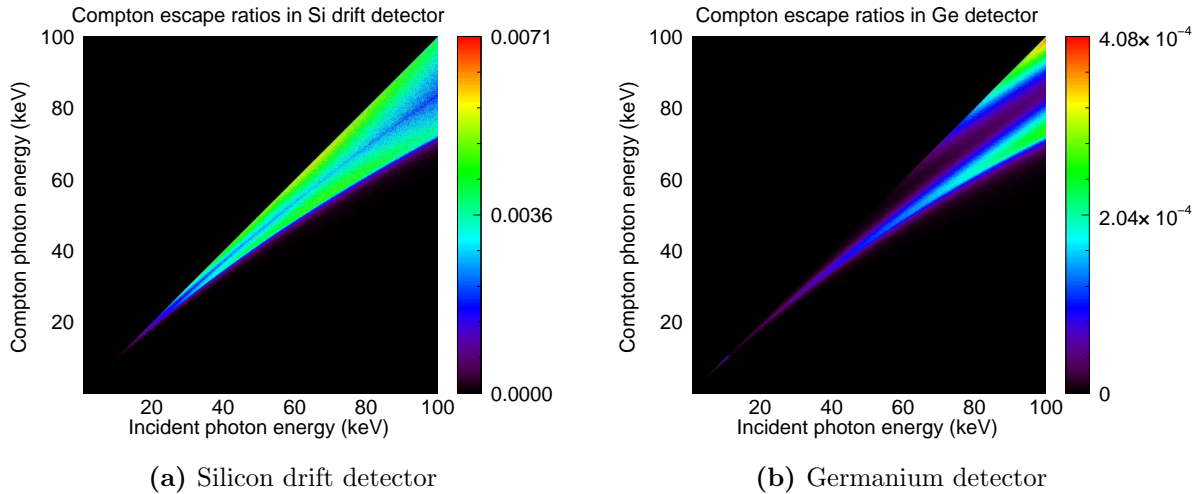 Compton escape ratios in Si drift detector
100
80
60
40
20
Compton photon energy (keV)
20 40 60 80 100
Incident photon energy (keV)
0.0071
0.0036
0.0000
(a) Silicon drift detector
Compton escape ratios in Ge detector
100
80
60
40
20
Compton photon energy (keV)
20 40 60 80 100
Incident photon energy (keV)
4.08× 10⁻⁴
2.04× 10⁻⁴
0
(b) Germanium detector